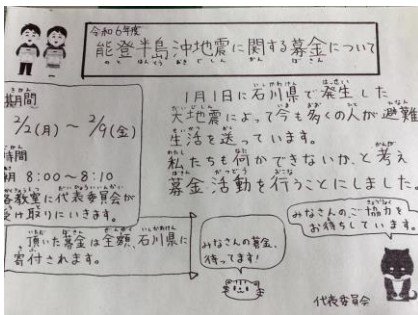 令和6年度
能登半島沖地震に関する募金について
期間
2/2(月)～2/9(金)
時間
朝 8:00～8:10
各教室に代表委員会が
受け取りにいきます。
1月1日に石川県で発生した
大地震によって今も多くの人が避難
生活を送っています。
私たちも何かできないか、と考え
募金活動を行うことにしました。
頂いた募金は全額、石川県に
寄付されます。
みなさんの募金、
待ってます!
みなさんのご協力を
お待ちしています。
代表委員会